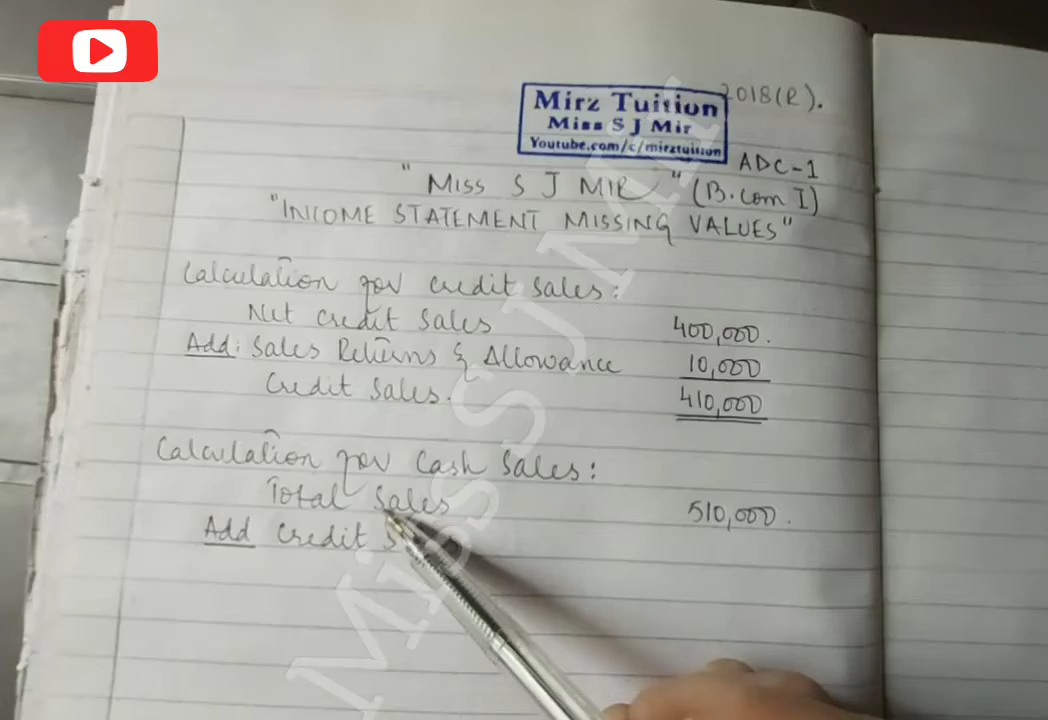 2018(R).
Mirz Tuition
Miss S J Mir
Youtube.com/c/mirztuition
ADC-1
"MISS S J MIR" (B.Com I)
"INCOME STATEMENT MISSING VALUES"
Calculation for credit sales:
Net credit sales 400,000.
Add: Sales Returns & Allowance 10,000
Credit Sales. 410,000
Calculation for Cash Sales:
Total Sales 510,000.
Add Credit S
Miss S J Mir